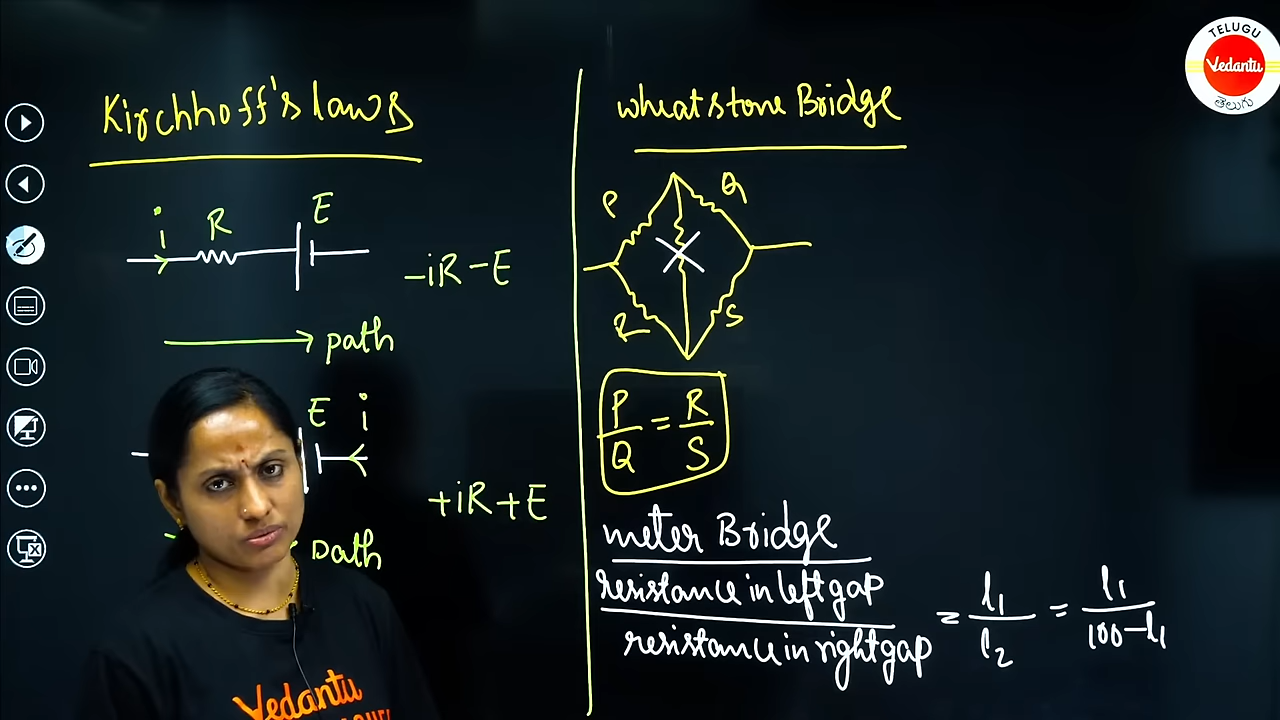 Kirchhoff's laws
i R E
-iR-E
path
E i
+iR+E
path
wheatstone Bridge
P Q
R S
P/Q = R/S
meter Bridge
resistance in left gap / resistance in right gap = l1/l2 = l1/100-l1
TELUGU
Vedantu
తెలుగు
Vedantu